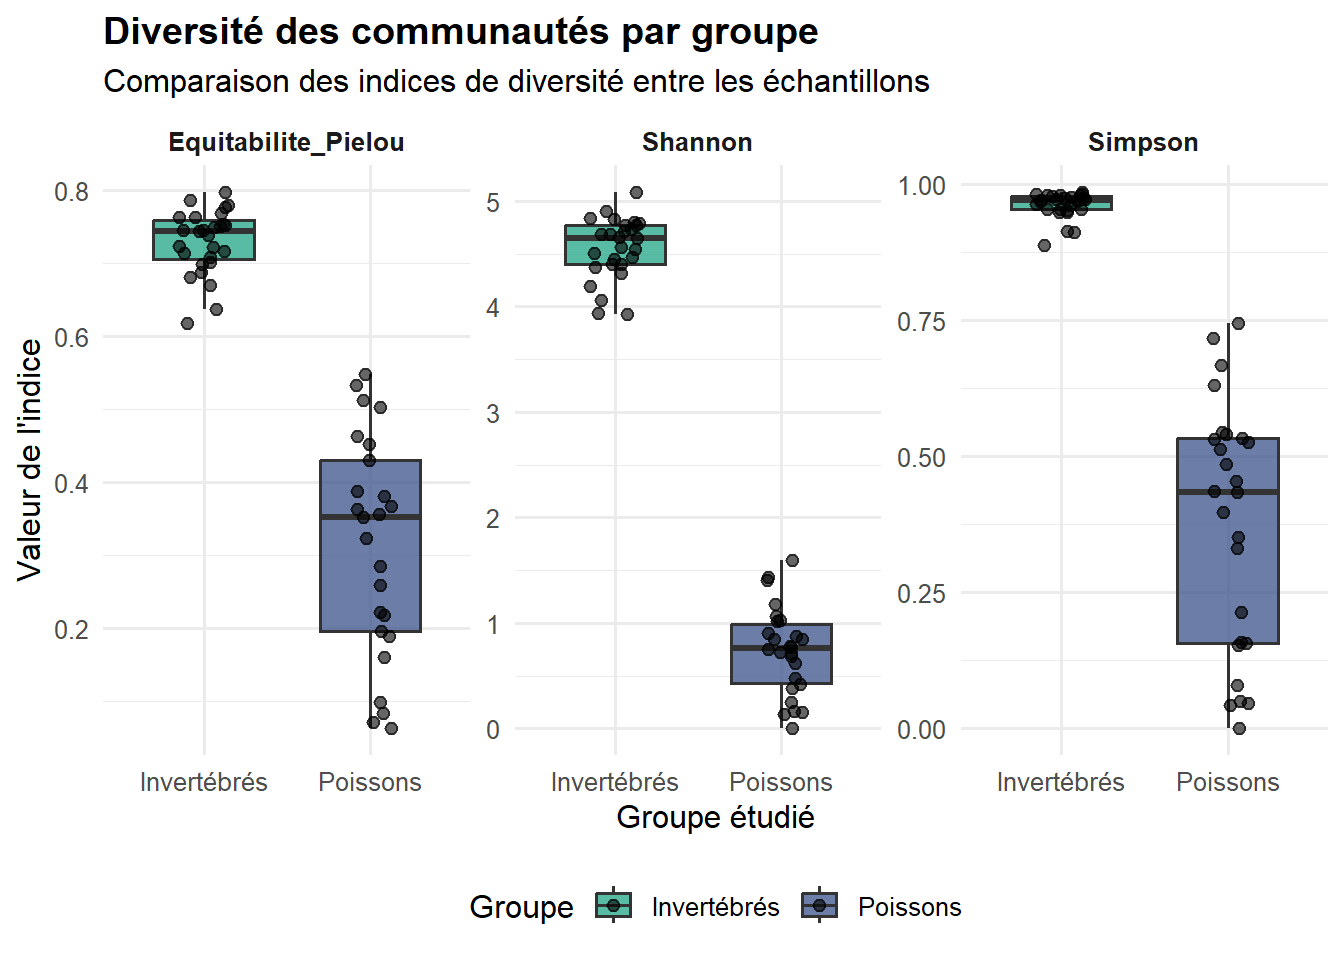 Diversité des communautés par groupe
Comparaison des indices de diversité entre les échantillons
Equitabilite_Pielou
Shannon
Simpson
Valeur de l'indice
0.8
0.6
0.4
0.2
5
4
3
2
1
0
1.00
0.75
0.50
0.25
0.00
Invertébrés Poissons
Invertébrés Poissons
Invertébrés Poissons
Groupe étudié
Groupe Invertébrés Poissons